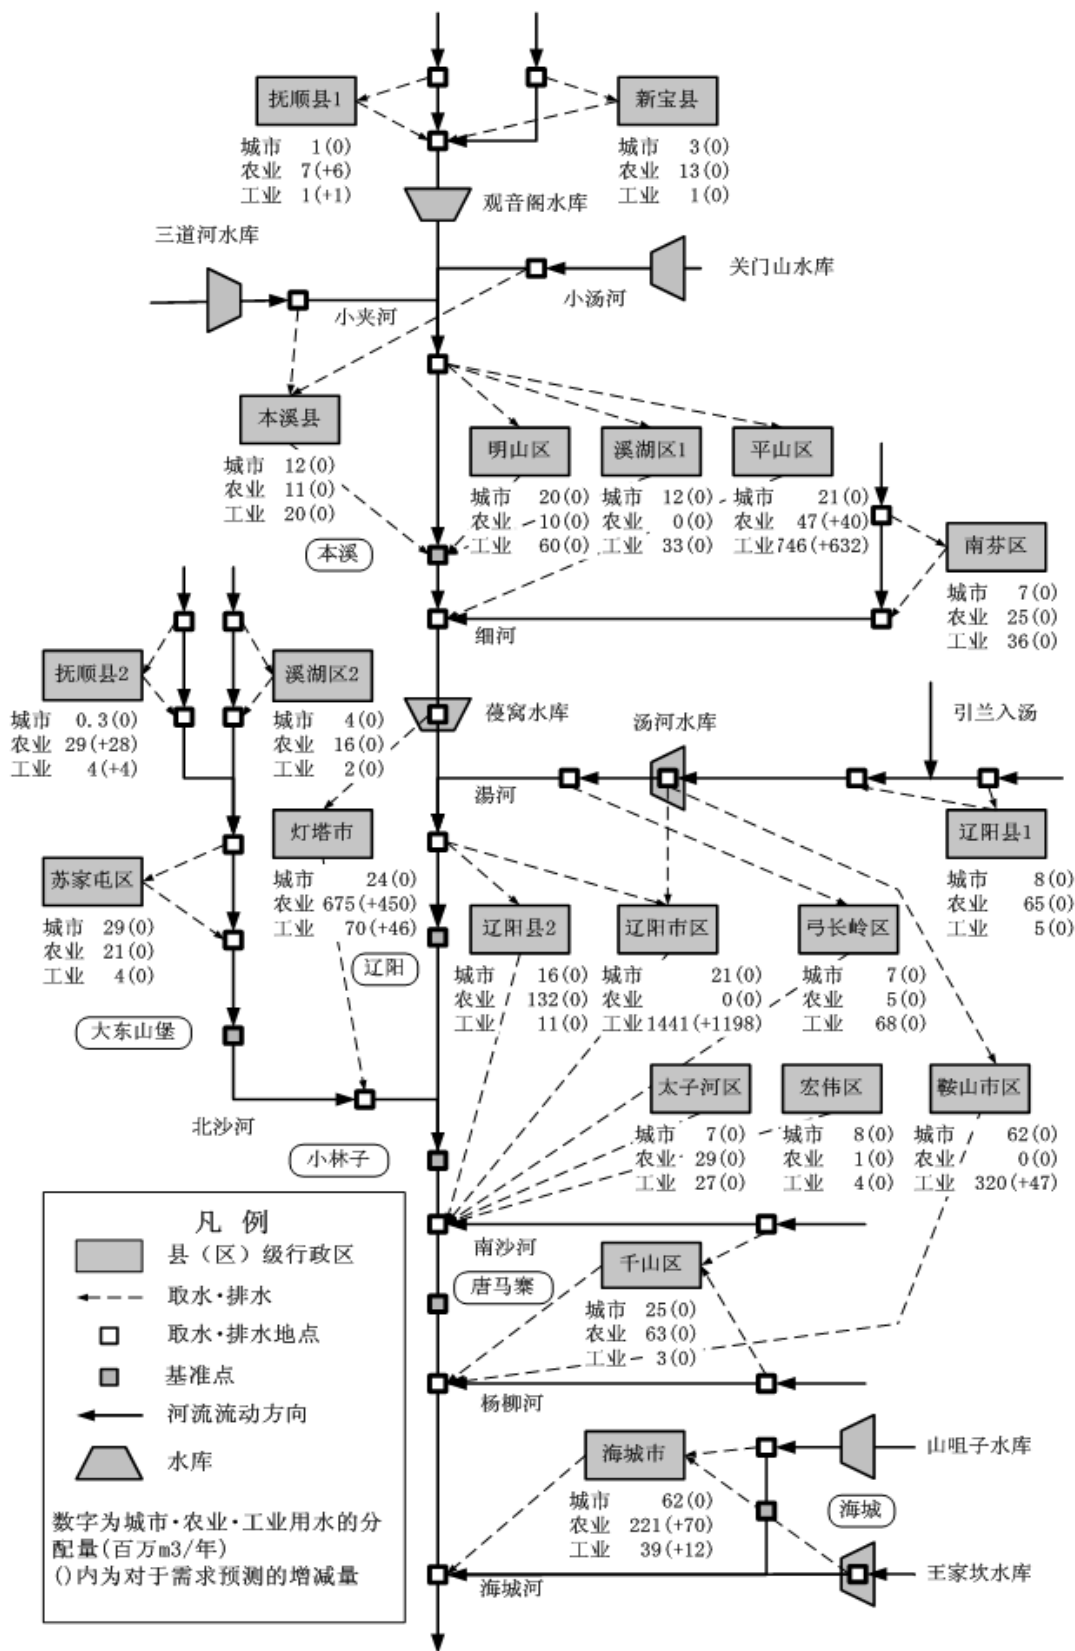 抚顺县1
新宝县
城市 1(0)
农业 7(+6)
工业 1(+1)
城市 3(0)
农业 13(0)
工业 1(0)
观音阁水库
三道河水库
关门山水库
小汤河
小夹河
本溪县
城市 12(0)
农业 11(0)
工业 20(0)
明山区
溪湖区1
平山区
城市 20(0)
农业 10(0)
工业 60(0)
城市 12(0)
农业 0(0)
工业 33(0)
城市 21(0)
农业 47(+40)
工业 746(+632)
本溪
南芬区
城市 7(0)
农业 25(0)
工业 36(0)
细河
抚顺县2
溪湖区2
城市 0.3(0)
农业 29(+28)
工业 4(+4)
城市 4(0)
农业 16(0)
工业 2(0)
葠窝水库
汤河水库
引兰入汤
湯河
灯塔市
城市 24(0)
农业 675(+450)
工业 70(+46)
辽阳县1
城市 8(0)
农业 65(0)
工业 5(0)
苏家屯区
城市 29(0)
农业 21(0)
工业 4(0)
辽阳县2
辽阳市区
弓长岭区
城市 16(0)
农业 132(0)
工业 11(0)
城市 21(0)
农业 0(0)
工业 1441(+1198)
城市 7(0)
农业 5(0)
工业 68(0)
辽阳
大东山堡
太子河区
宏伟区
鞍山市区
城市 7(0)
农业 29(0)
工业 27(0)
城市 8(0)
农业 1(0)
工业 4(0)
城市 62(0)
农业 0(0)
工业 320(+47)
北沙河
小林子
南沙河
唐马寨
千山区
城市 25(0)
农业 63(0)
工业 3(0)
杨柳河
海城市
城市 62(0)
农业 221(+70)
工业 39(+12)
山咀子水库
海城
王家坎水库
海城河
凡 例
县（区）级行政区
取水·排水
取水·排水地点
基准点
河流流动方向
水库
数字为城市·农业·工业用水的分
配量(百万m3/年)
()内为对于需求预测的增减量